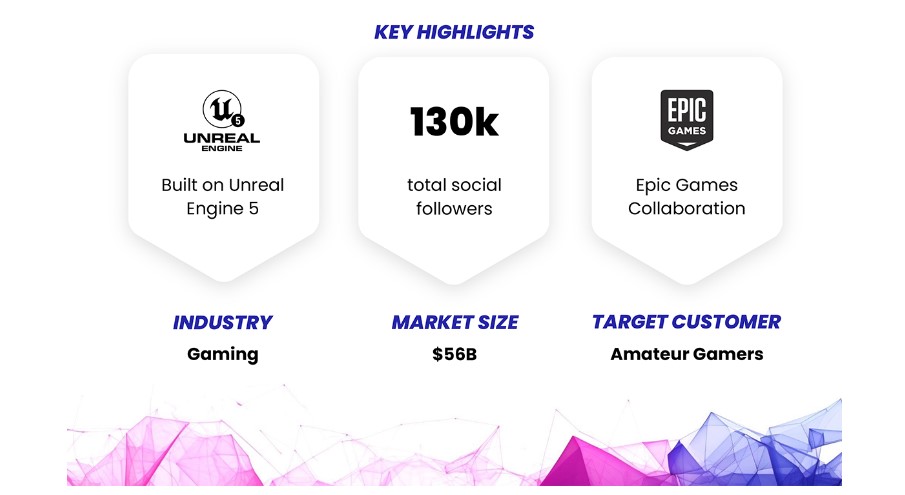 KEY HIGHLIGHTS
u
5
UNREAL
ENGINE
Built on Unreal
Engine 5
130k
total social
followers
EPIC
GAMES
Epic Games
Collaboration
INDUSTRY
Gaming
MARKET SIZE
$56B
TARGET CUSTOMER
Amateur Gamers